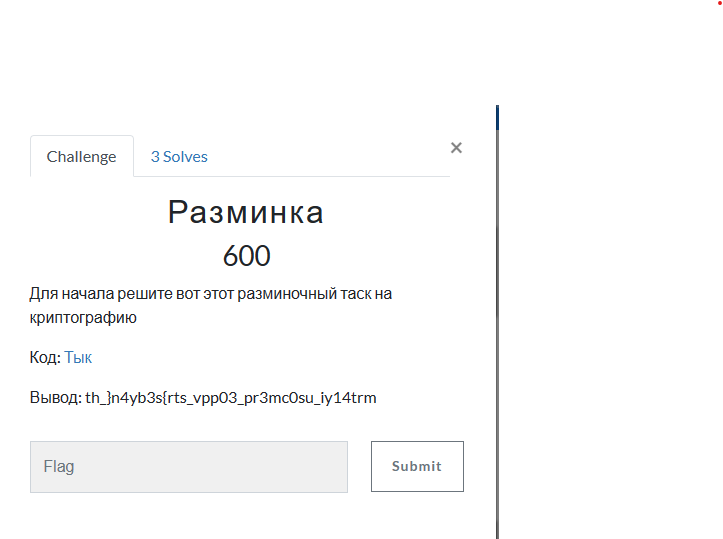 Challenge
3 Solves
×
Разминка
600
Для начала решите вот этот разминочный таск на
криптографию
Код: Тык
Вывод: th_}n4yb3s{rts_vpp03_pr3mc0su_iy14trm
Flag
Submit